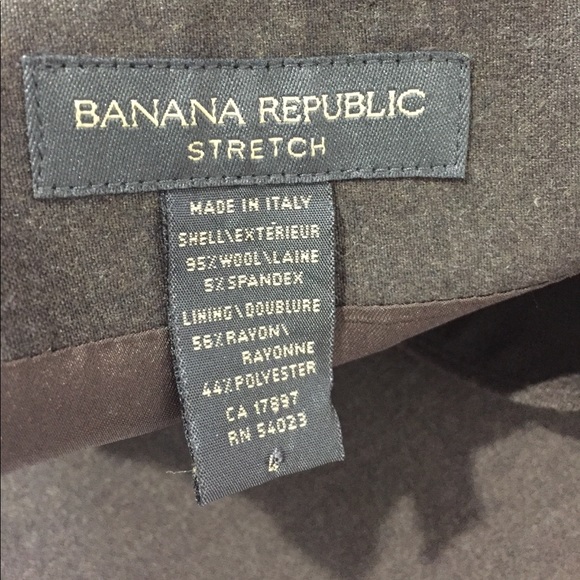 BANANA REPUBLIC
STRETCH
MADE IN ITALY
SHELL\EXTÉRIEUR
95%WOOL\LAINE
5%SPANDEX
LINING\DOUBLURE
56%RAYON\
RAYONNE
44%POLYESTER
CA 17897
RN 54023
4